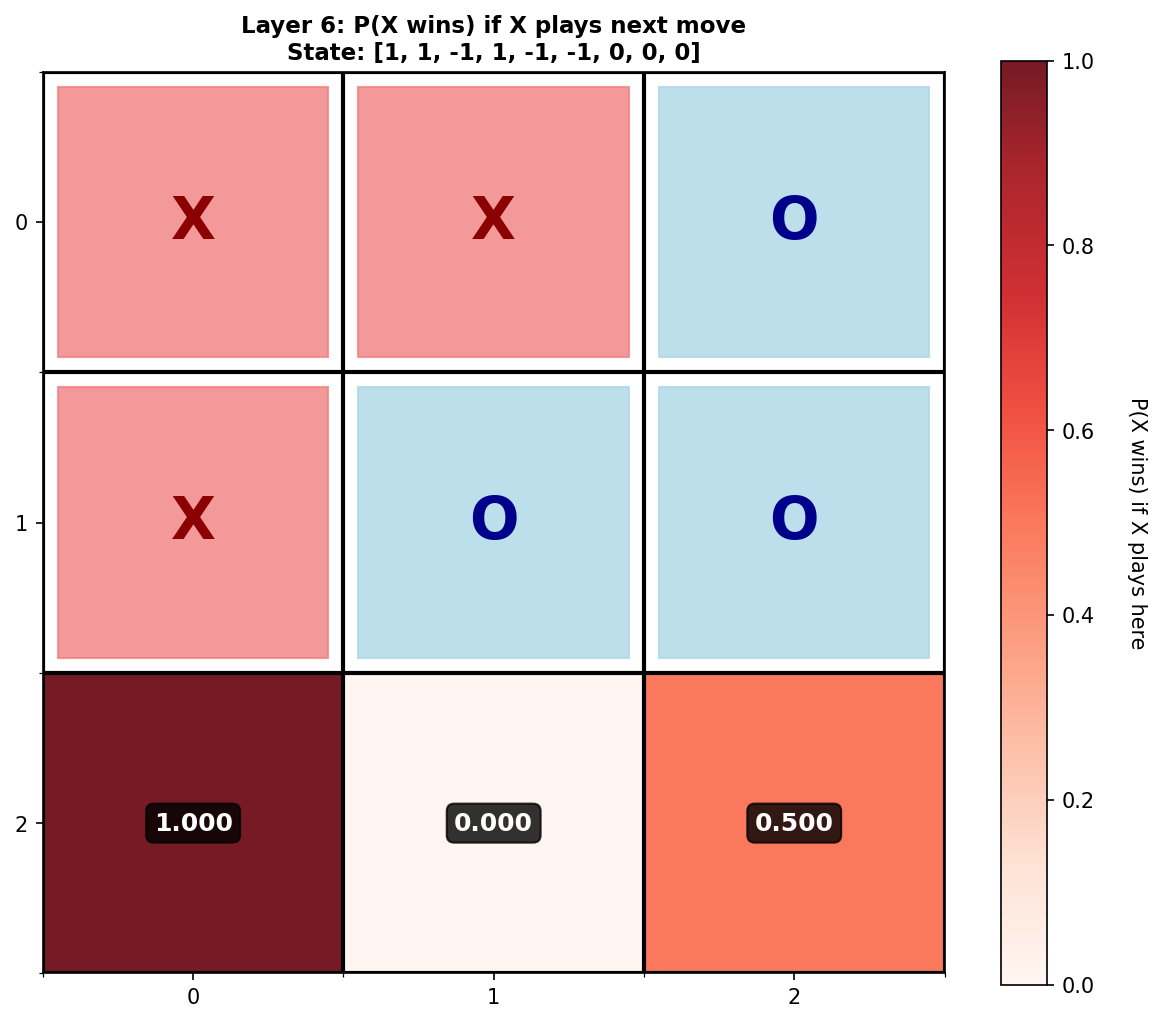 Layer 6: P(X wins) if X plays next move
State: [1, 1, -1, 1, -1, -1, 0, 0, 0]
0
X
X
O
1
X
O
O
2
1.000
0.000
0.500
0
1
2
1.0
0.8
0.6
0.4
0.2
0.0
P(X wins) if X plays here